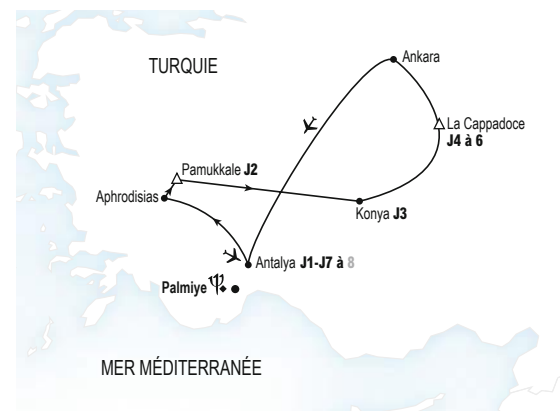 Ankara
TURQUIE
La Cappadoce
J4 à 6
Pamukkale J2
Aphrodisias
Konya J3
Antalya J1-J7 à 8
Palmiye
MER MÉDITERRANÉE